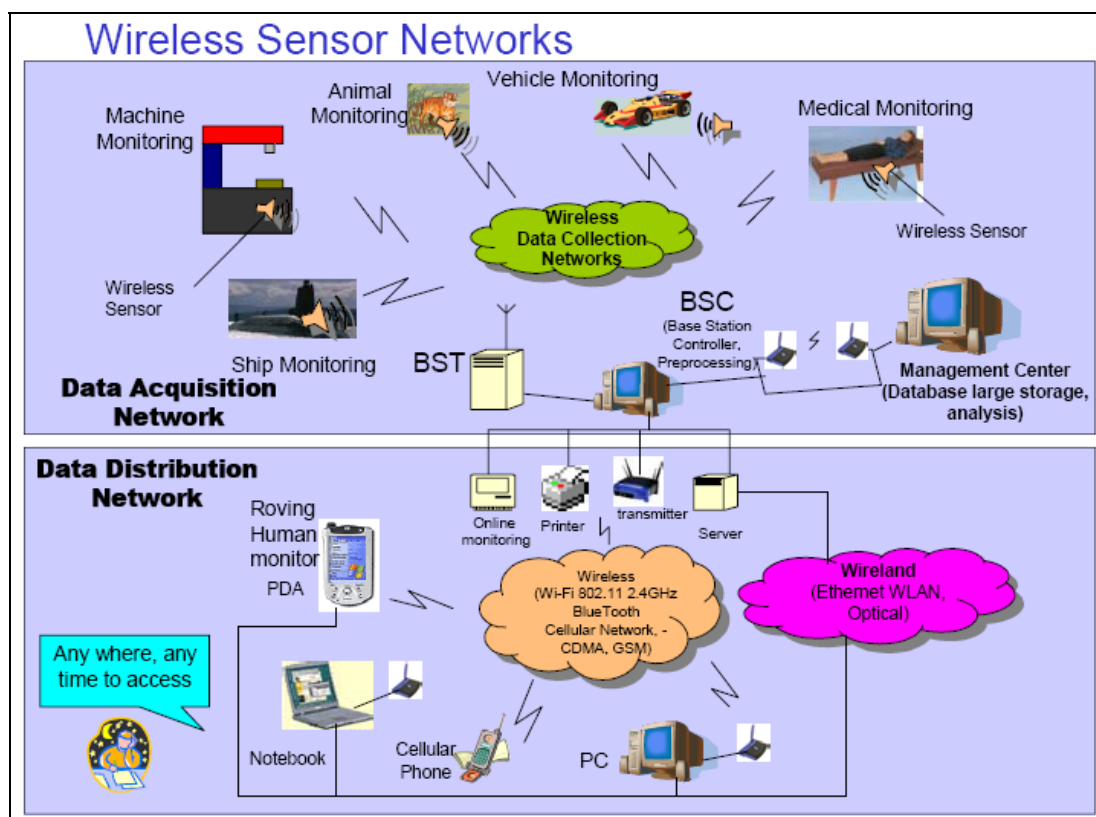 Wireless Sensor Networks
Machine
Monitoring
Animal
Monitoring
Vehicle Monitoring
Medical Monitoring
Wireless
Data Collection
Networks
Wireless Sensor
Wireless
Sensor
Ship Monitoring
BST
BSC
(Base Station
Controller,
Preprocessing)
Management Center
(Database large storage,
analysis)
Data Acquisition
Network
Data Distribution
Network
Roving
Human
monitor
PDA
Online
monitoring
Printer
transmitter
Server
Wireless
(Wi-Fi 802.11 2.4GHz
BlueTooth
Cellular Network, -
CDMA, GSM)
Wireland
(Ethernet WLAN,
Optical)
Any where, any
time to access
Notebook
Cellular
Phone
PC